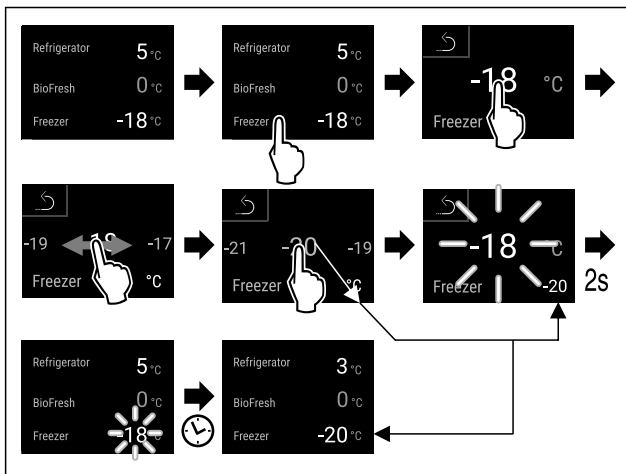 Refrigerator 5 °C
BioFresh 0 °C
Freezer -18 °C
Refrigerator 5 °C
BioFresh 0 °C
Freezer -18 °C
-18 °C
Freezer
-19 -17
Freezer °C
-21 -20 -19
Freezer °C
-18 °C
Freezer -20
2s
Refrigerator 5 °C
BioFresh 0 °C
Freezer -18 °C
Refrigerator 3 °C
BioFresh 0 °C
Freezer -20 °C